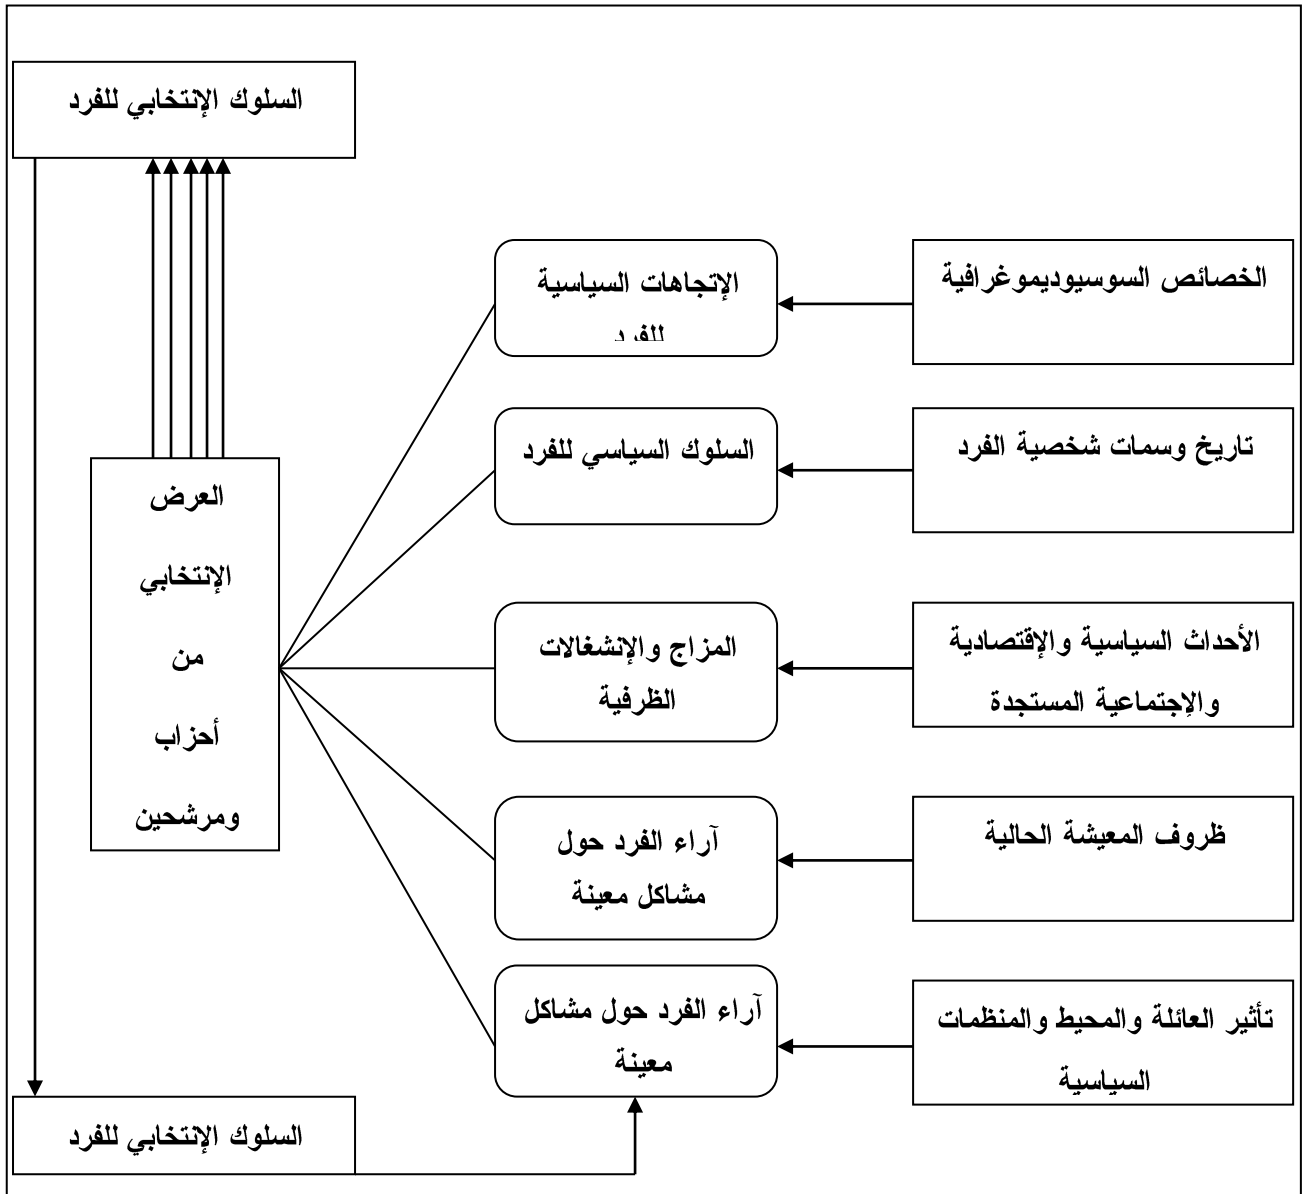 السلوك الإنتخابي للفرد
الخصائص السوسيوديموغرافية
الإتجاهات السياسية
للفرد
تاريخ وسمات شخصية الفرد
السلوك السياسي للفرد
العرض
الإنتخابي
من
أحزاب
ومرشحين
الأحداث السياسية والإقتصادية
والإجتماعية المستجدة
المزاج والإنشغالات
الظرفية
ظروف المعيشة الحالية
آراء الفرد حول
مشاكل معينة
تأثير العائلة والمحيط والمنظمات
السياسية
آراء الفرد حول مشاكل
معينة
السلوك الإنتخابي للفرد